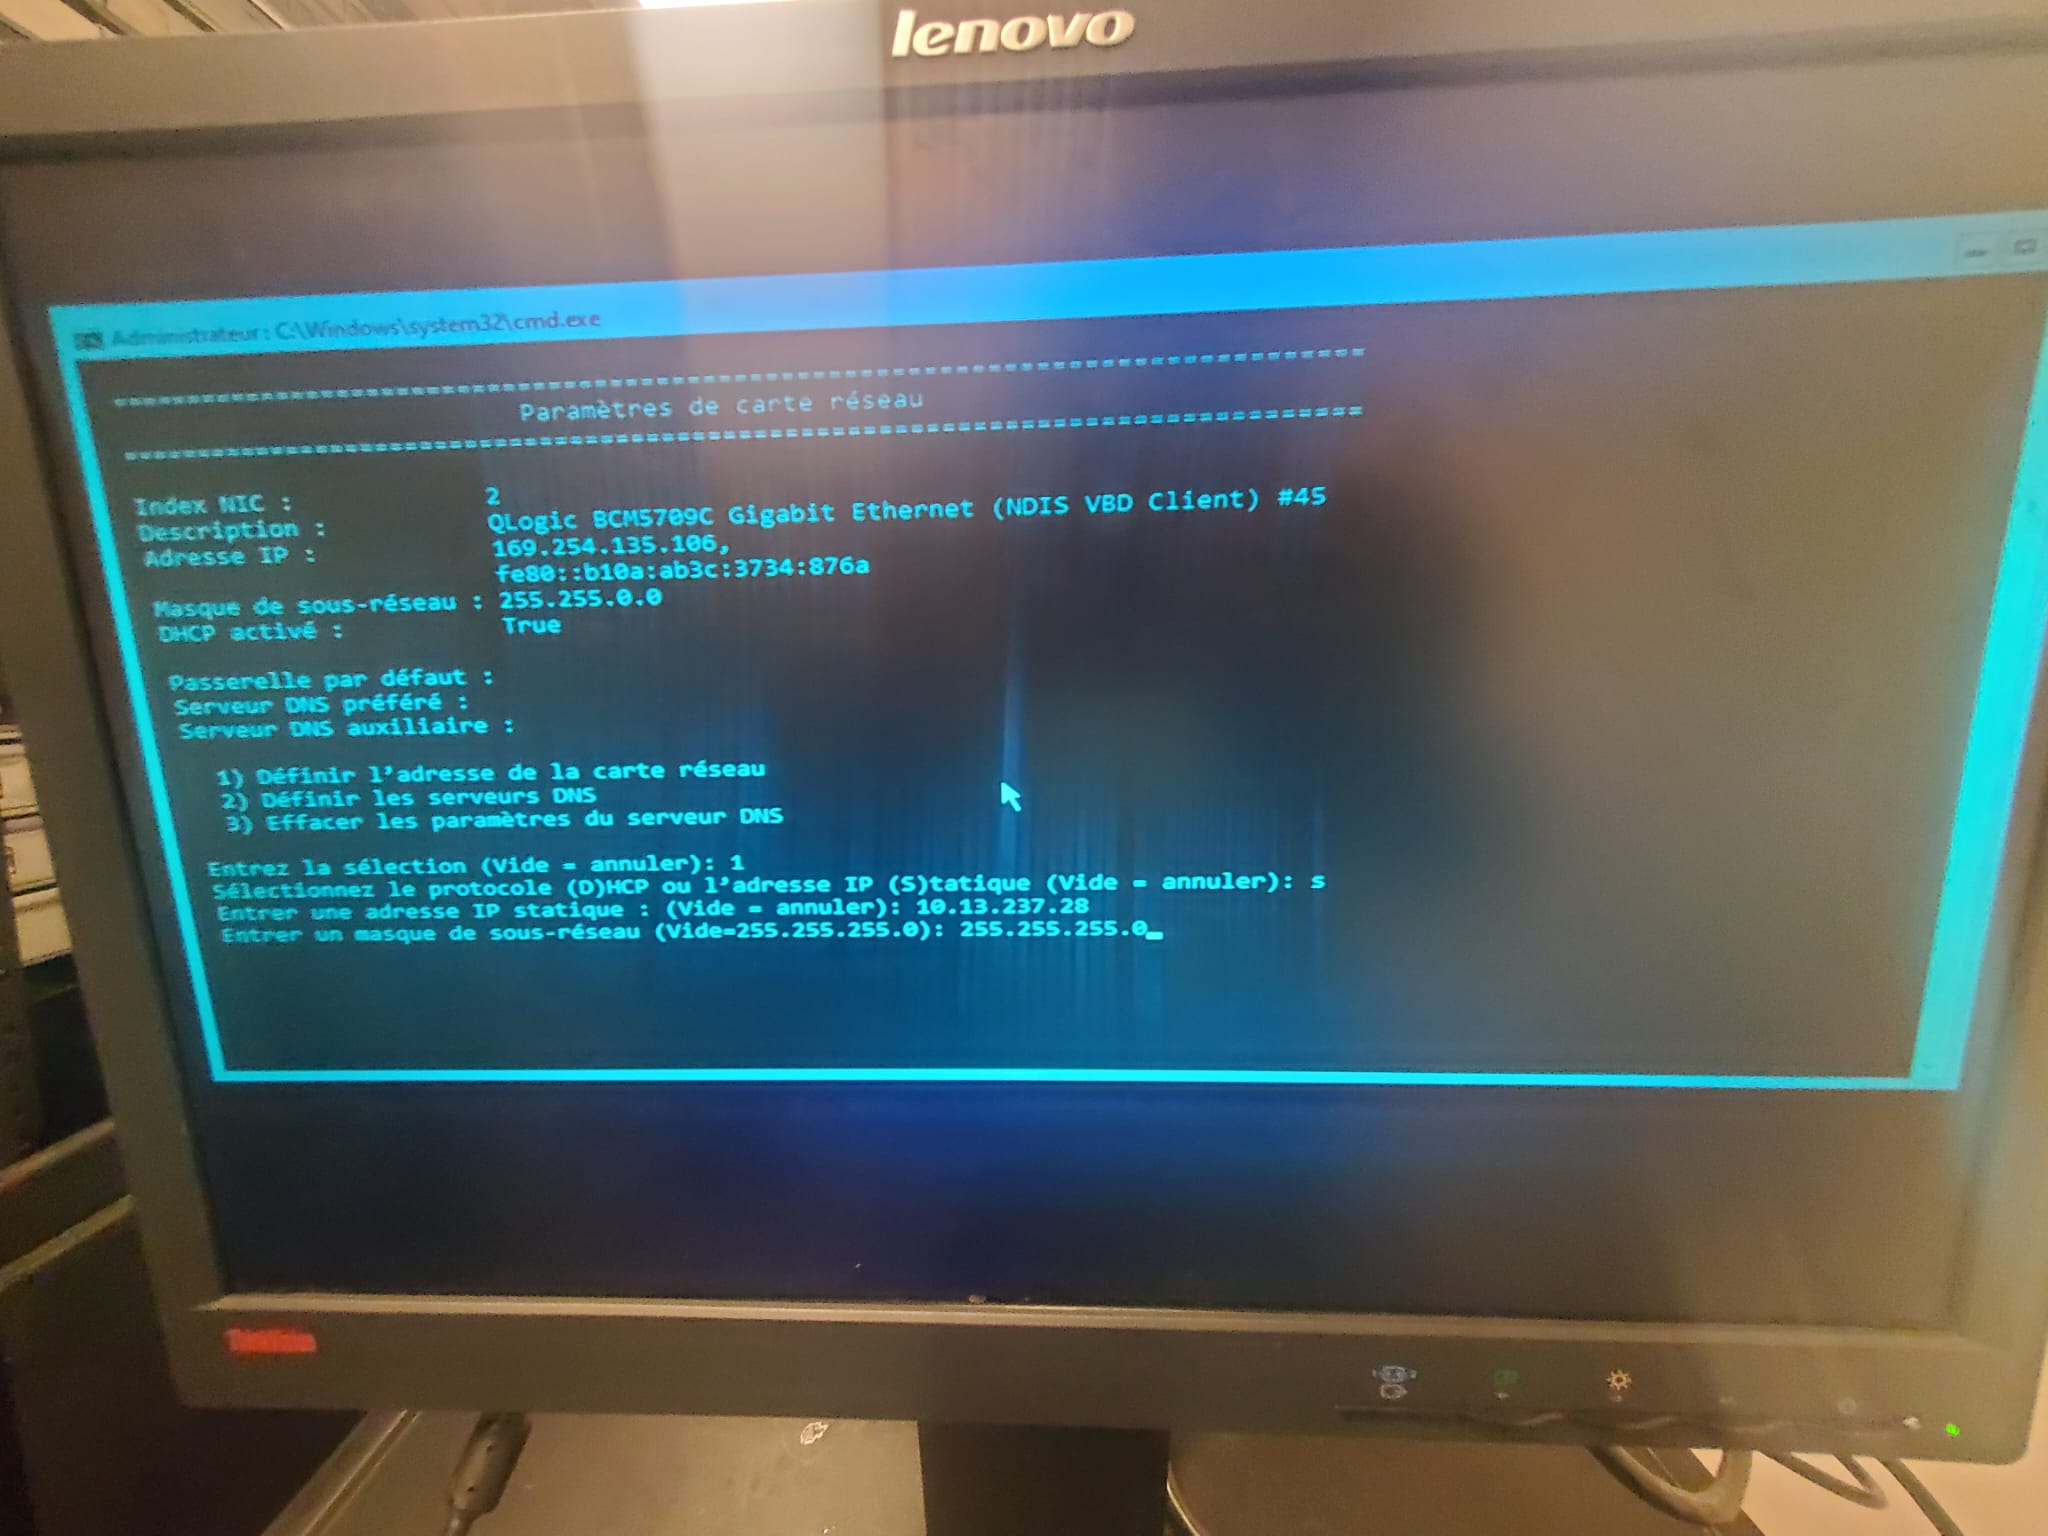 lenovo
Administrateur : C:\Windows\system32\cmd.exe
===============================================================================
Paramètres de carte réseau
===============================================================================
Index NIC : 2
Description : QLogic BCM5709C Gigabit Ethernet (NDIS VBD Client) #45
Adresse IP : 169.254.135.106,
fe80::b10a:ab3c:3734:876a
Masque de sous-réseau : 255.255.0.0
DHCP activé : True
Passerelle par défaut :
Serveur DNS préféré :
Serveur DNS auxiliaire :
1) Définir l'adresse de la carte réseau
2) Définir les serveurs DNS
3) Effacer les paramètres du serveur DNS
Entrez la sélection (Vide = annuler): 1
Sélectionnez le protocole (D)HCP ou l'adresse IP (S)tatique (Vide = annuler): s
Entrer une adresse IP statique : (Vide = annuler): 10.13.237.28
Entrer un masque de sous-réseau (Vide=255.255.255.0): 255.255.255.0_